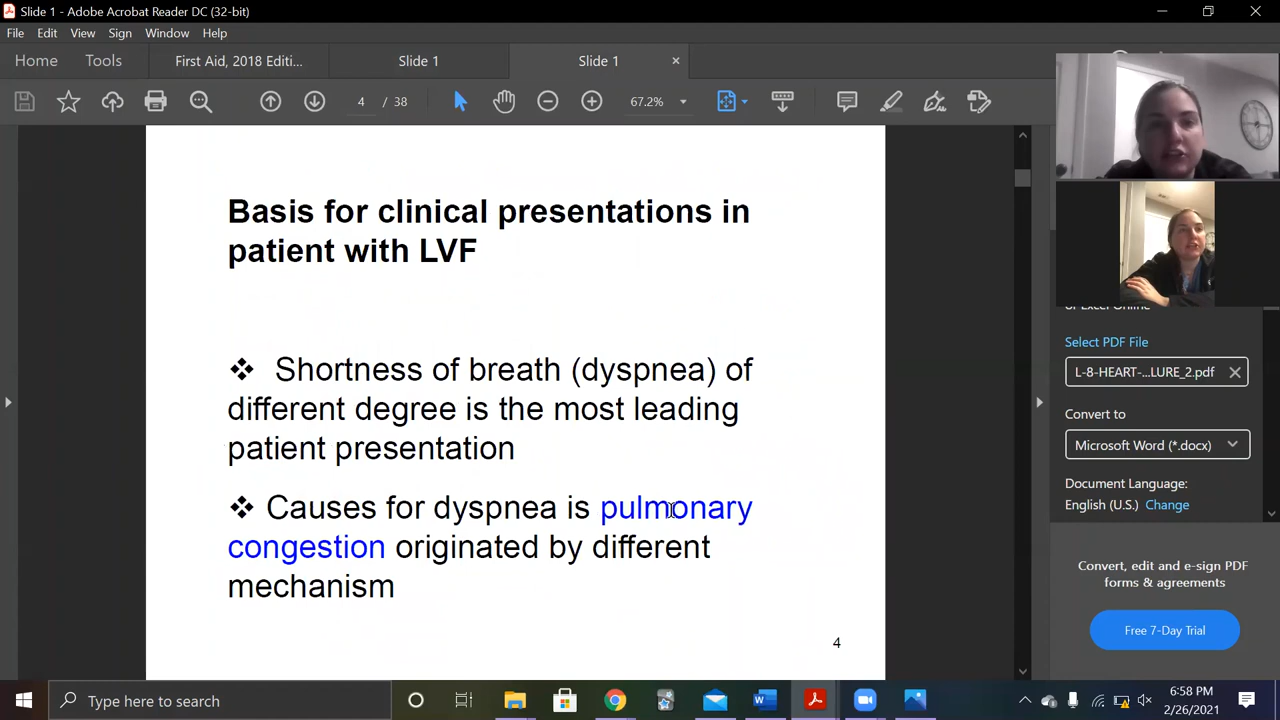 Slide 1 - Adobe Acrobat Reader DC (32-bit)
File Edit View Sign Window Help
Home Tools First Aid, 2018 Editi... Slide 1 Slide 1
4 / 38 67.2%
Basis for clinical presentations in
patient with LVF
Shortness of breath (dyspnea) of
different degree is the most leading
patient presentation
Causes for dyspnea is pulmonary
congestion originated by different
mechanism
4
Select PDF File
L-8-HEART-...LURE_2.pdf
Convert to
Microsoft Word (*.docx)
Document Language:
English (U.S.) Change
Convert, edit and e-sign PDF
forms & agreements
Free 7-Day Trial
Type here to search
6:58 PM
2/26/2021